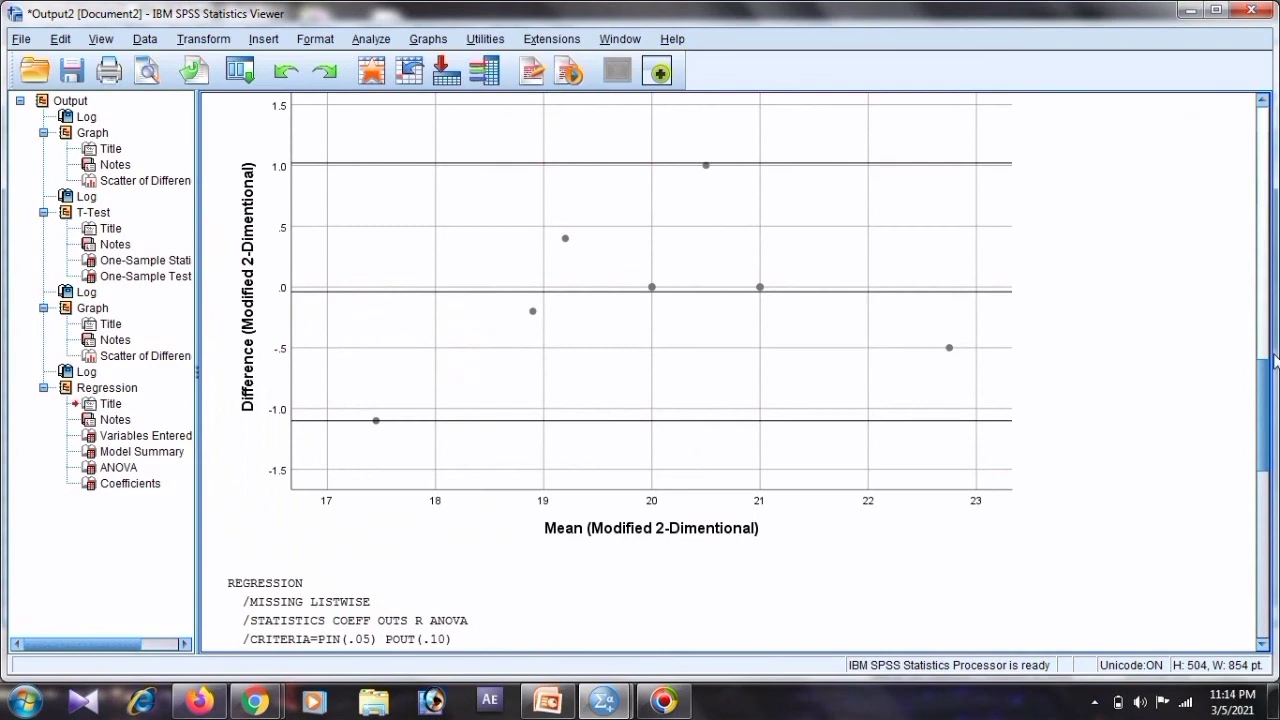 *Output2 [Document2] - IBM SPSS Statistics Viewer
File Edit View Data Transform Insert Format Analyze Graphs Utilities Extensions Window Help
Output
Log
Graph
Title
Notes
Scatter of Differen
Log
T-Test
Title
Notes
One-Sample Stati
One-Sample Test
Log
Graph
Title
Notes
Scatter of Differen
Log
Regression
Title
Notes
Variables Entered
Model Summary
ANOVA
Coefficients
Difference (Modified 2-Dimentional)
1.5
1.0
.5
.0
-.5
-1.0
-1.5
17 18 19 20 21 22 23
Mean (Modified 2-Dimentional)
REGRESSION
/MISSING LISTWISE
/STATISTICS COEFF OUTS R ANOVA
/CRITERIA=PIN(.05) POUT(.10)
IBM SPSS Statistics Processor is ready Unicode:ON H: 504, W: 854 pt.
AE
Σα
11:14 PM
3/5/2021